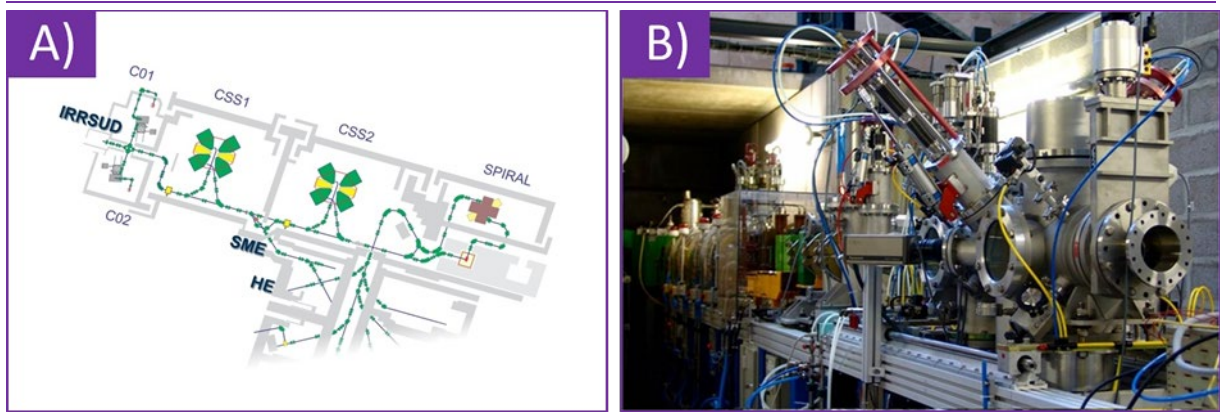 A)
C01
CSS1
IRRSUD
CSS2
SPIRAL
C02
SME
HE
B)